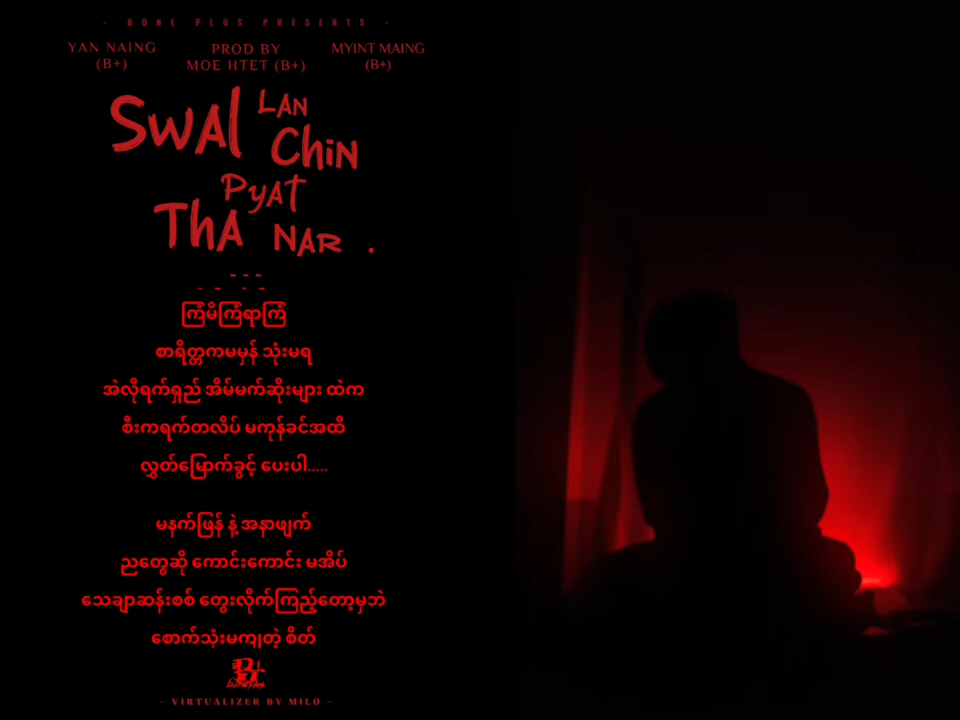 - BONE PLUS PRESENTS -
YAN NAING (B+)
PROD BY MOE HTET (B+)
MYINT MAING (B+)
SWAL LAN CHIN PYAT THA NAR .
ကြံမိကြံရာကြံ
စာရိတ္တကမမှန် သုံးမရ
အဲလိုရက်ရှည် အိမ်မက်ဆိုးများ ထဲက
စီးကရက်တလိပ် မကုန်ခင်အထိ
လွတ်မြောက်ခွင့် ပေးပါ.....
မနက်ဖြန် နဲ့ အနာဖျက်
ညတွေဆို ကောင်းကောင်း မအိပ်
သေချာဆန်းစစ် တွေးလိုက်ကြည့်တော့မှဘဲ
စောက်သုံးမကျတဲ့ စိတ်
B+
- VIRTUALIZER BY MILO -